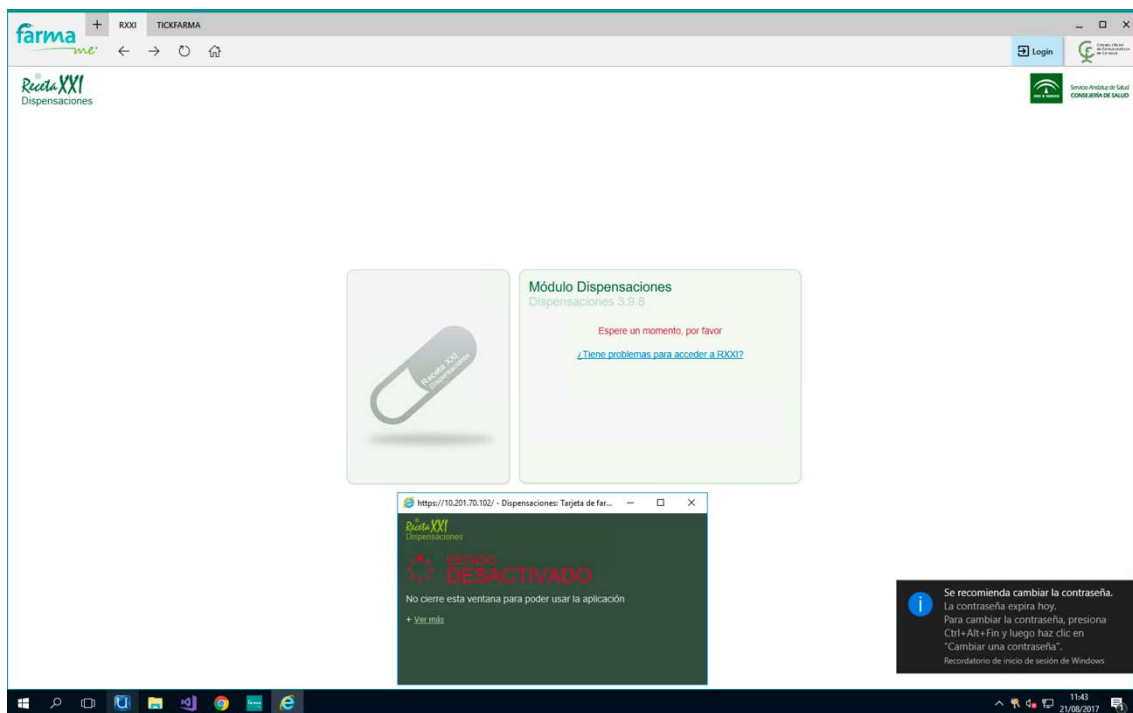 farma
me
+
RXXI
TICKFARMA
Login
Receta XXI
Dispensaciones
Servicio Andaluz de Salud
CONSEJERÍA DE SALUD
Receta XXI
Dispensaciones
Módulo Dispensaciones
Dispensaciones 3.9.8
Espere un momento, por favor
¿Tiene problemas para acceder a RXXI?
https://10.201.70.102/ - Dispensaciones: Tarjeta de far...
Receta XXI
Dispensaciones
ESTADO
DESACTIVADO
No cierre esta ventana para poder usar la aplicación
+ Ver más
Se recomienda cambiar la contraseña.
La contraseña expira hoy.
Para cambiar la contraseña, presiona
Ctrl+Alt+Fin y luego haz clic en
"Cambiar una contraseña".
Recordatorio de inicio de sesión de Windows
11:43
21/08/2017